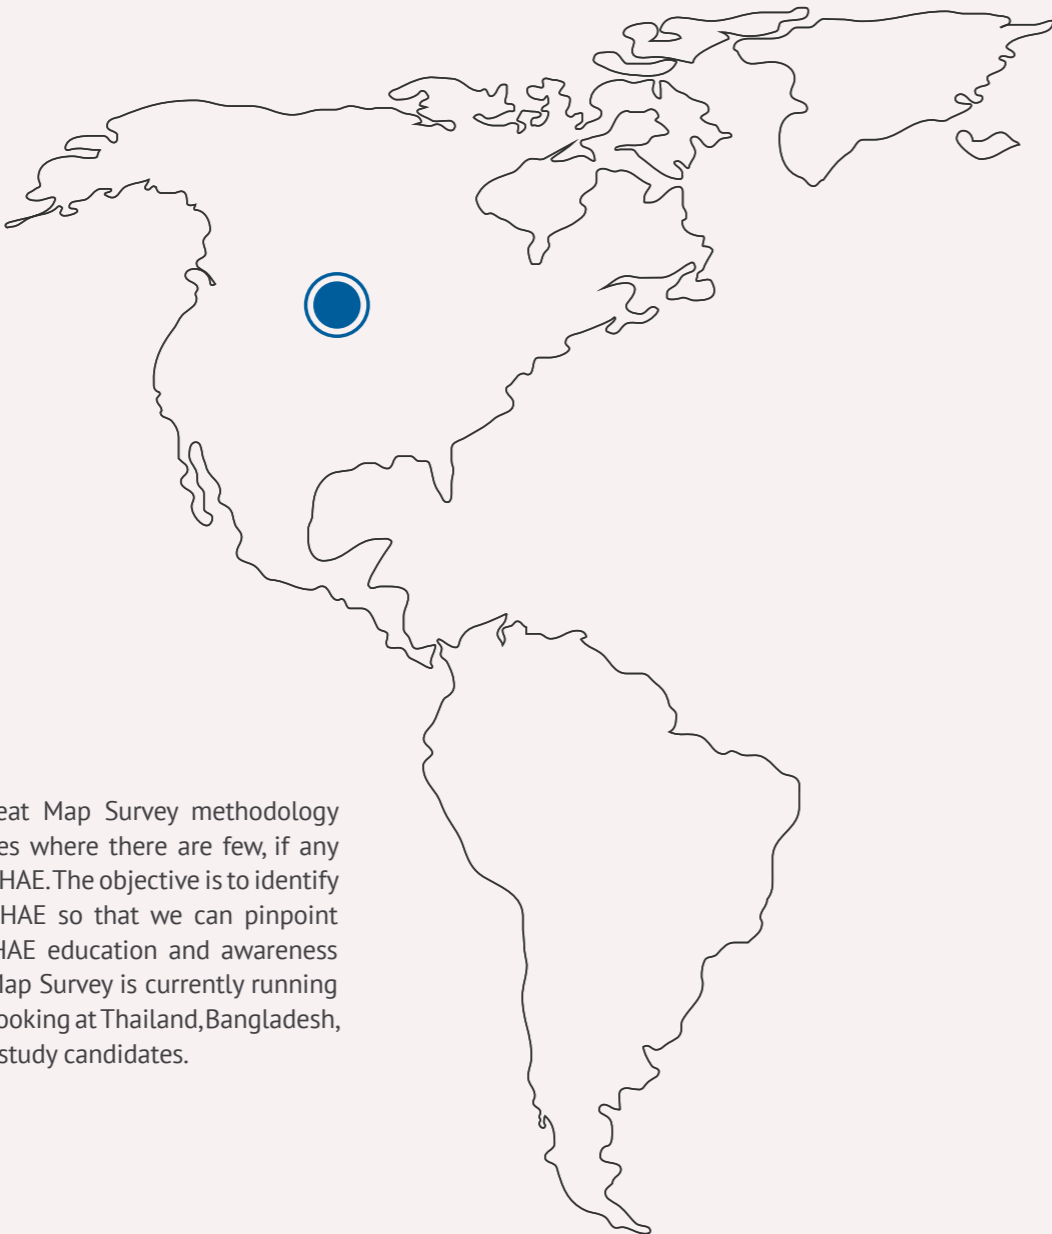 eat Map Survey methodology
es where there are few, if any
HAE. The objective is to identify
HAE so that we can pinpoint
HAE education and awareness
Map Survey is currently running
ooking at Thailand, Bangladesh,
study candidates.